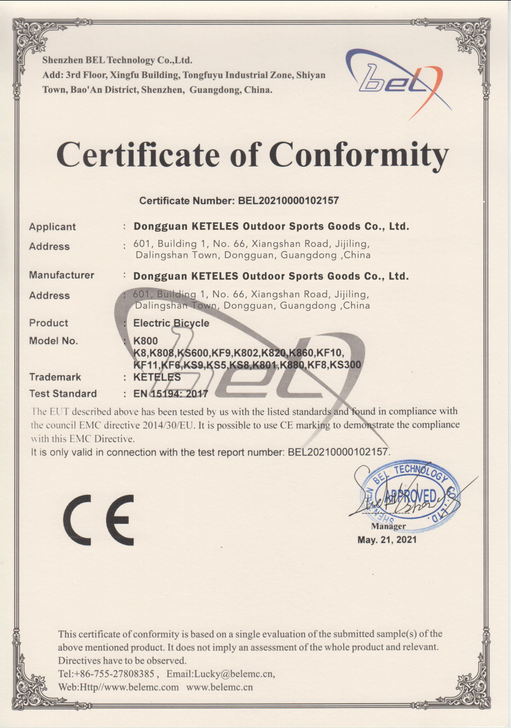 Shenzhen BEL Technology Co.,Ltd.
Add: 3rd Floor, Xingfu Building, Tongfuyu Industrial Zone, Shiyan
Town, Bao'An District, Shenzhen, Guangdong, China.
bel
Certificate of Conformity
Certificate Number: BEL20210000102157
Applicant : Dongguan KETELES Outdoor Sports Goods Co., Ltd.
Address : 601, Building 1, No. 66, Xiangshan Road, Jijiling,
Dalingshan Town, Dongguan, Guangdong ,China
Manufacturer : Dongguan KETELES Outdoor Sports Goods Co., Ltd.
Address : 601, Building 1, No. 66, Xiangshan Road, Jijiling,
Dalingshan Town, Dongguan, Guangdong ,China
Product : Electric Bicycle
Model No. : K800
K8,K808,KS600,KF9,K802,K820,K860,KF10,
KF11,KF6,KS9,KS5,KS8,K801,K880,KF8,KS300
Trademark : KETELES
Test Standard : EN 15194: 2017
bel
The EUT described above has been tested by us with the listed standards and found in compliance with
the council EMC directive 2014/30/EU. It is possible to use CE marking to demonstrate the compliance
with this EMC Directive.
It is only valid in connection with the test report number: BEL20210000102157.
CE
SHENZHEN BEL TECHNOLOGY CO., LTD.
APPROVED
Manager
May. 21, 2021
This certificate of conformity is based on a single evaluation of the submitted sample(s) of the
above mentioned product. It does not imply an assessment of the whole product and relevant.
Directives have to be observed.
Tel:+86-755-27808385 , Email:Lucky@belemc.cn,
Web:Http//www.belemc.com www.belemc.cn